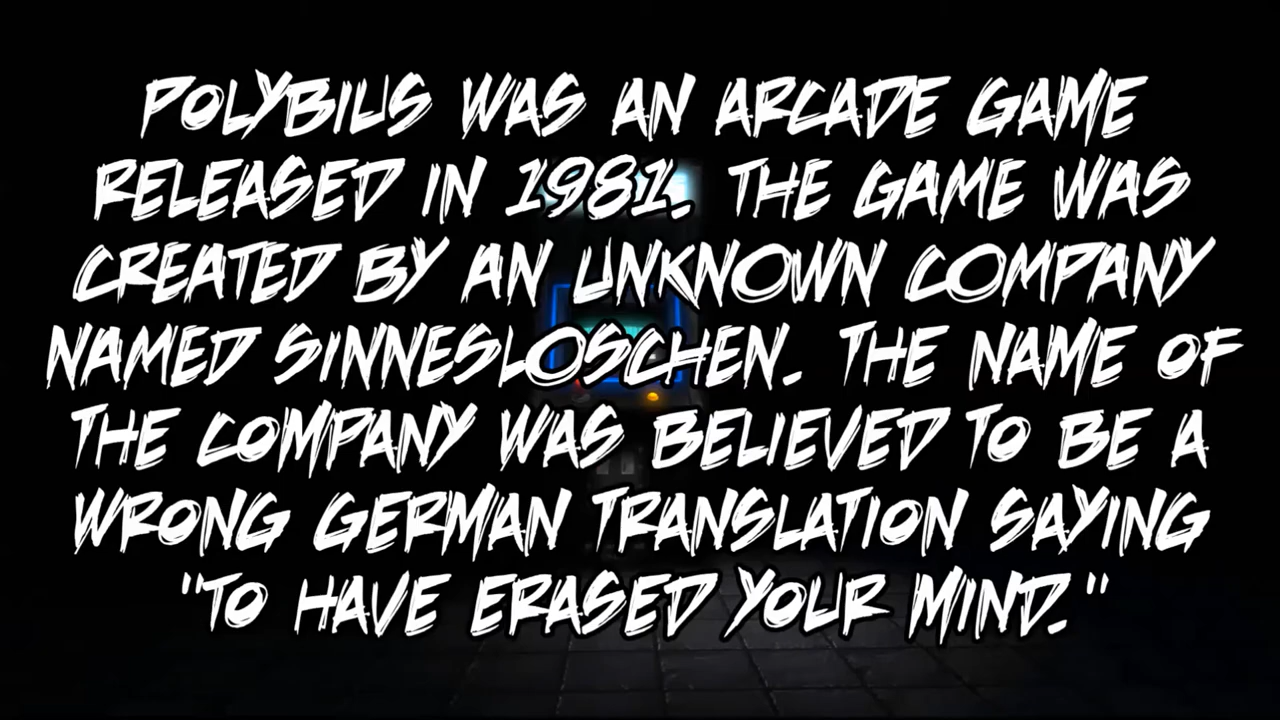 POLYBIUS WAS AN ARCADE GAME
RELEASED IN 1981. THE GAME WAS
CREATED BY AN UNKNOWN COMPANY
NAMED SINNESLOSCHEN. THE NAME OF
THE COMPANY WAS BELIEVED TO BE A
WRONG GERMAN TRANSLATION SAYING
"TO HAVE ERASED YOUR MIND."